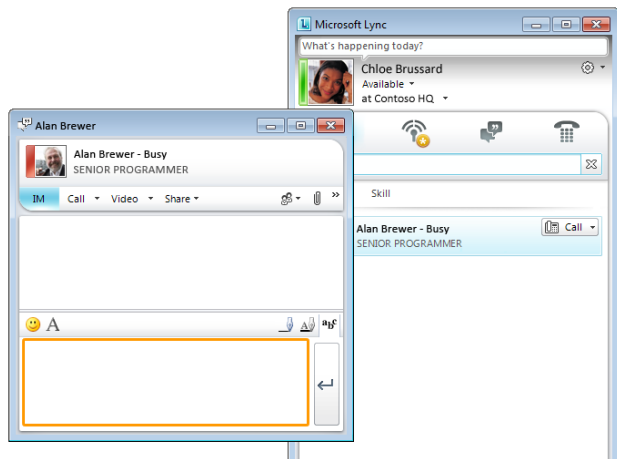 Microsoft Lync
What's happening today?
Chloe Brussard
Available
at Contoso HQ
Skill
Alan Brewer - Busy
SENIOR PROGRAMMER
Call
Alan Brewer
Alan Brewer - Busy
SENIOR PROGRAMMER
IM Call Video Share »
A A abc